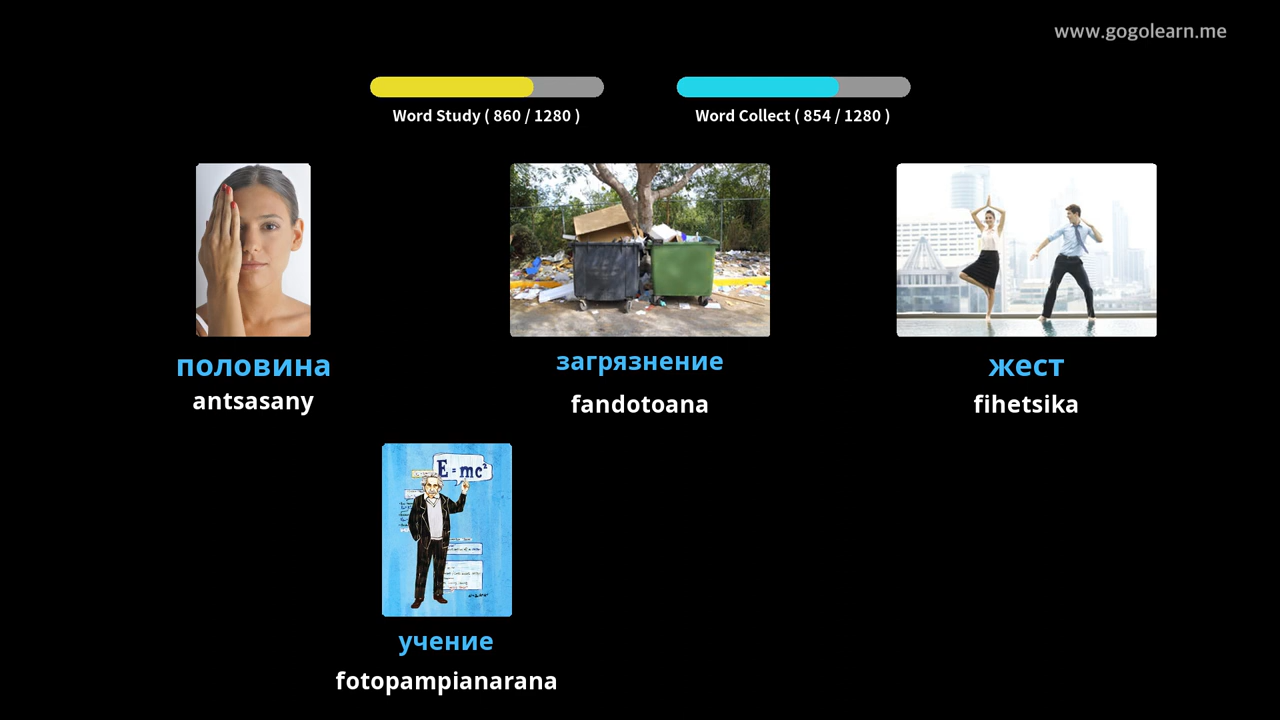 www.gogolearn.me
Word Study ( 860 / 1280 )
Word Collect ( 854 / 1280 )
половина
antsasany
загрязнение
fandotoana
жест
fihetsika
E=mc²
учение
fotopampianarana